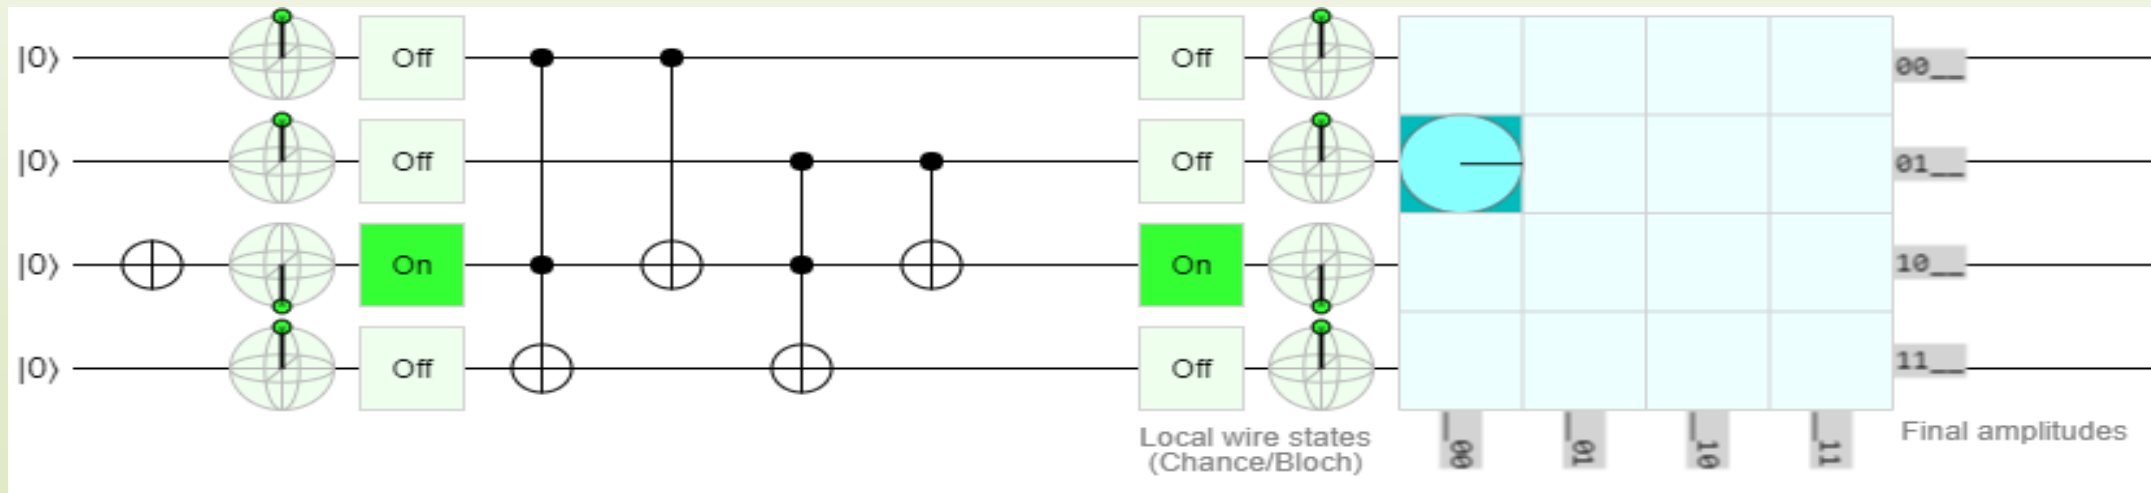 |0⟩ Off Off 00__
|0⟩ Off Off 01__
|0⟩ On On 10__
|0⟩ Off Off 11__
Local wire states
(Chance/Bloch)
__00 __01 __10 __11
Final amplitudes